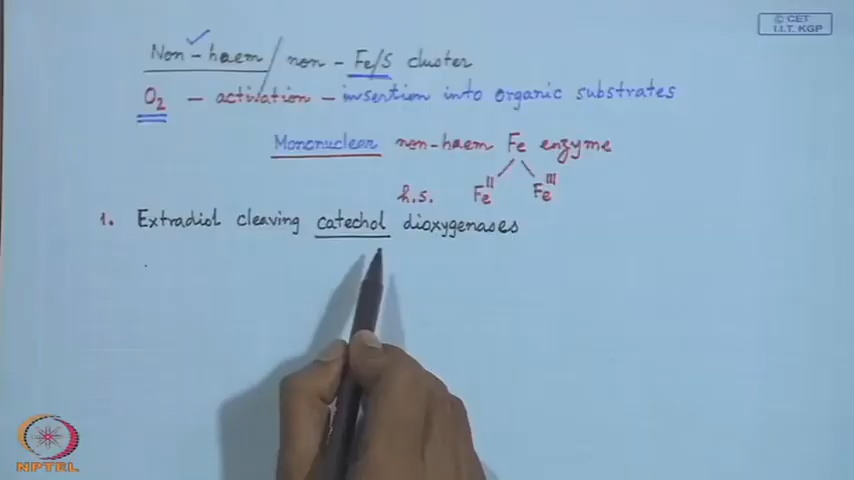 © CET
I.I.T. KGP
Non-haem / non-Fe/S cluster
O₂ - activation - insertion into organic substrates
Mononuclear non-haem Fe enzyme
h.s. Feᴵᴵ Feᴵᴵᴵ
1. Extradiol cleaving catechol dioxygenases
NPTEL